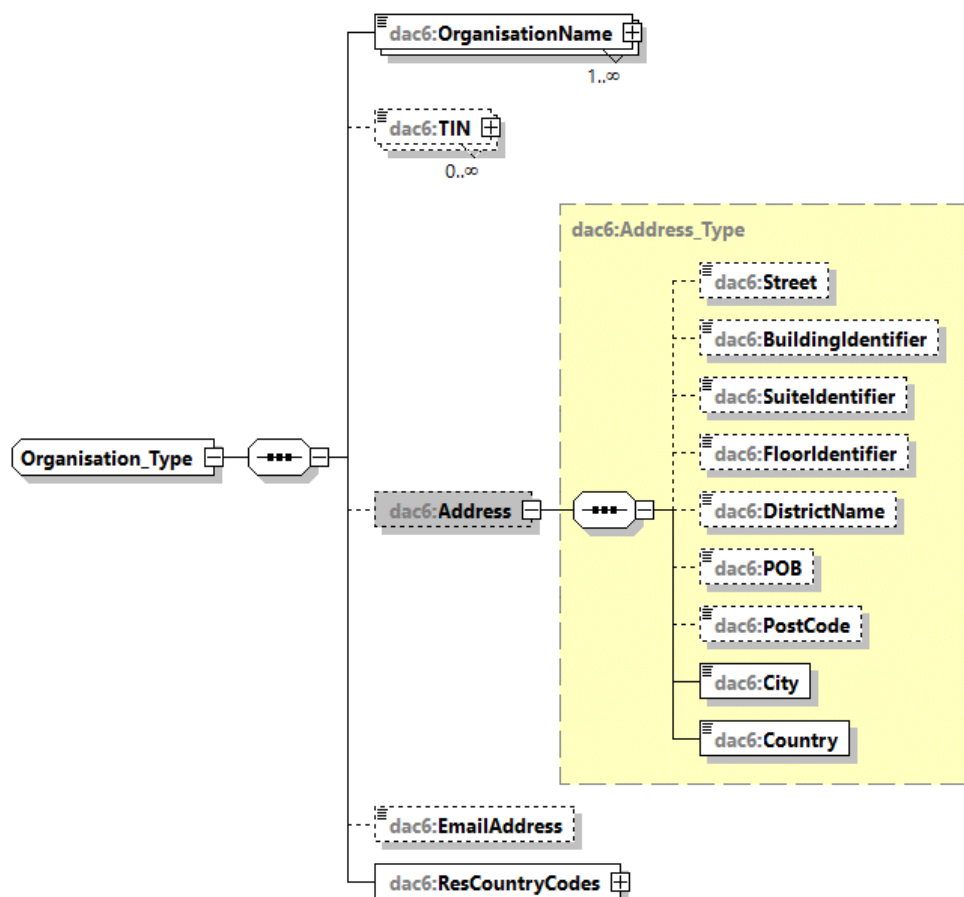 dac6:OrganisationName
1..∞
dac6:TIN
0..∞
dac6:Address_Type
dac6:Street
dac6:BuildingIdentifier
dac6:SuiteIdentifier
dac6:FloorIdentifier
Organisation_Type
dac6:Address
dac6:DistrictName
dac6:POB
dac6:PostCode
dac6:City
dac6:Country
dac6:EmailAddress
dac6:ResCountryCodes